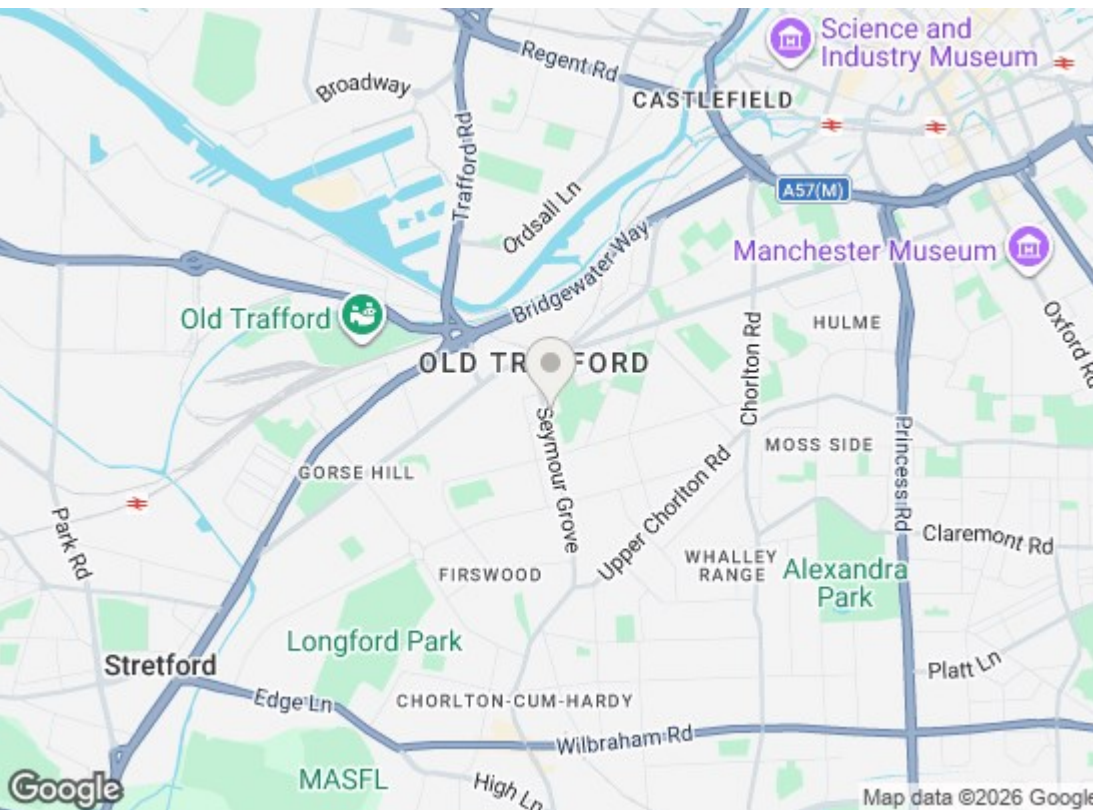 Science and
Industry Museum
Regent Rd
Broadway
CASTLEFIELD
Trafford Rd
Ordsall Ln
A57(M)
Bridgewater Way
Manchester Museum
Old Trafford
HULME
Chorlton Rd
Oxford Rd
OLD TR FFORD
Seymour Grove
MOSS SIDE
Princess Rd
GORSE HILL
Upper Chorlton Rd
Park Rd
Claremont Rd
WHALLEY
RANGE
FIRSWOOD
Alexandra
Park
Longford Park
Stretford
Platt Ln
Edge Ln
CHORLTON-CUM-HARDY
Wilbraham Rd
MASFL
High Ln
Google
Map data ©2026 Google